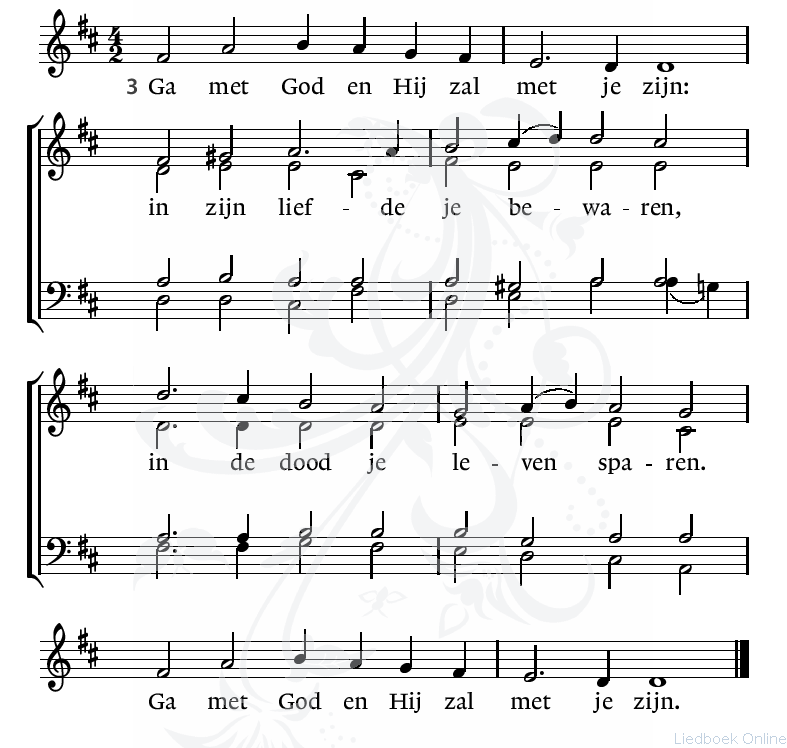 3 Ga met God en Hij zal met je zijn:
in zijn lief - de je be - wa - ren,
in de dood je le - ven spa - ren.
Ga met God en Hij zal met je zijn.
Liedboek Online